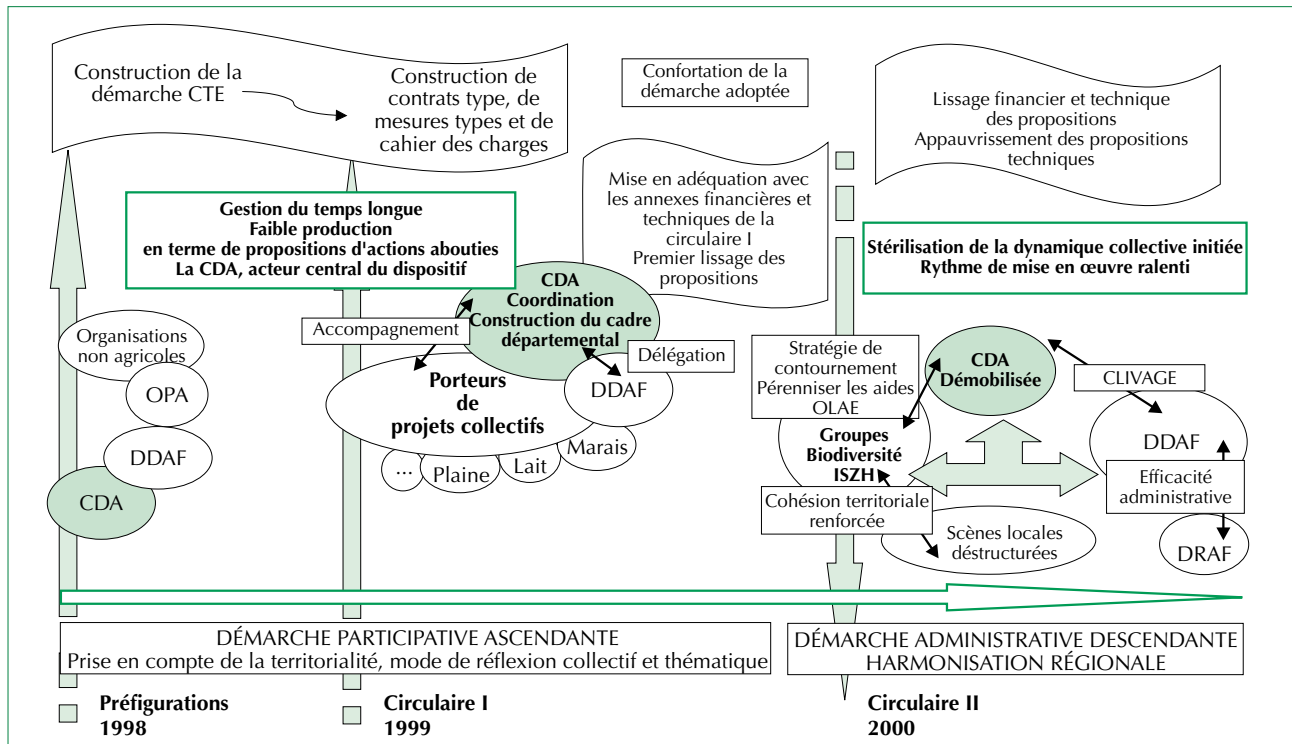 Construction de la
démarche CTE
Construction de
contrats type, de
mesures types et de
cahier des charges
Confortation de la
démarche adoptée
Lissage financier et technique
des propositions
Appauvrissement des propositions
techniques
Gestion du temps longue
Faible production
en terme de propositions d'actions abouties
La CDA, acteur central du dispositif
Mise en adéquation avec
les annexes financières et
techniques de la
circulaire I
Premier lissage des
propositions
Stérilisation de la dynamique collective initiée
Rythme de mise en œuvre ralenti
Organisations
non agricoles
OPA
DDAF
CDA
Accompagnement
CDA
Coordination
Construction du cadre
départemental
Délégation
DDAF
Porteurs
de
projets collectifs
...
Plaine
Lait
Marais
Stratégie de
contournement
Pérenniser les aides
OLAE
Groupes
Biodiversité
ISZH
Cohésion territoriale
renforcée
CDA
Démobilisée
CLIVAGE
DDAF
Efficacité
administrative
DRAF
Scènes locales
déstructurées
DÉMARCHE PARTICIPATIVE ASCENDANTE
Prise en compte de la territorialité, mode de réflexion collectif et thématique
DÉMARCHE ADMINISTRATIVE DESCENDANTE
HARMONISATION RÉGIONALE
Préfigurations
1998
Circulaire I
1999
Circulaire II
2000